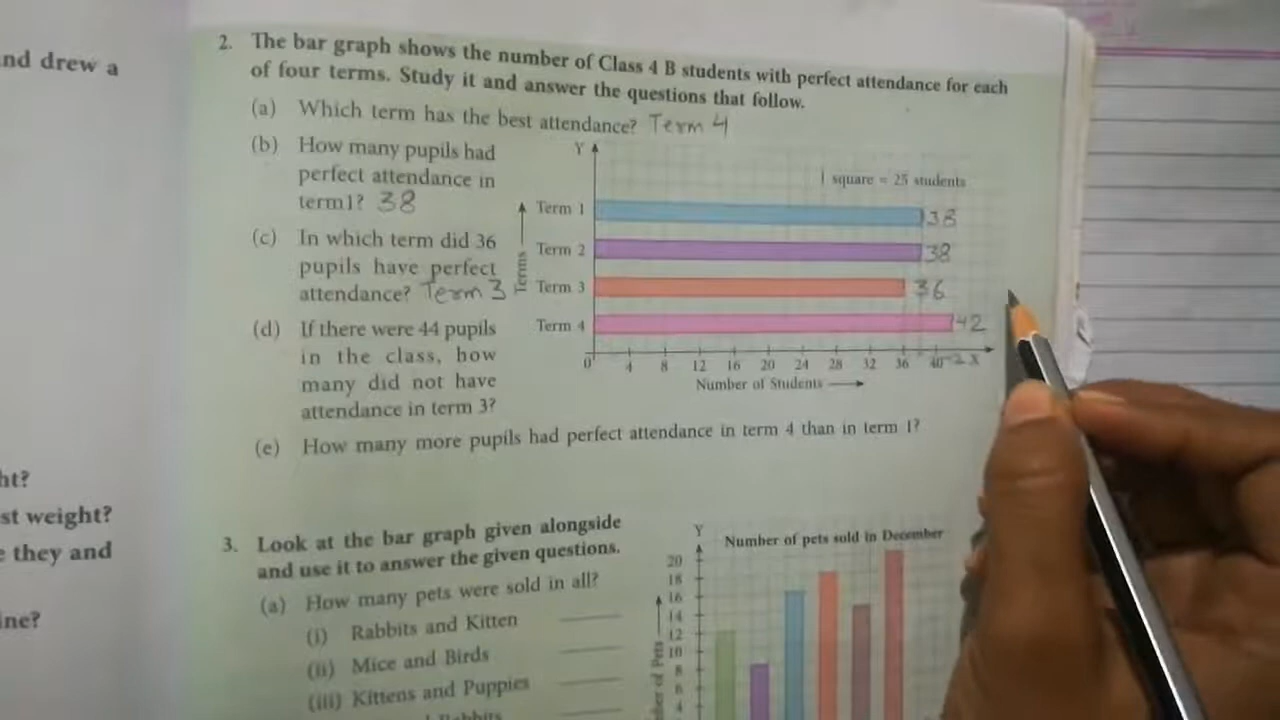 nd drew a
ht?
st weight?
they and
ine?
2. The bar graph shows the number of Class 4 B students with perfect attendance for each
of four terms. Study it and answer the questions that follow.
(a) Which term has the best attendance? Term 4
(b) How many pupils had
perfect attendance in
term1? 38
(c) In which term did 36
pupils have perfect
attendance? Term 3
(d) If there were 44 pupils
in the class, how
many did not have
attendance in term 3?
(e) How many more pupils had perfect attendance in term 4 than in term 1?
Y
1 square = 25 students
Terms
Term 1 38
Term 2 38
Term 3 36
Term 4 42
0 4 8 12 16 20 24 28 32 36 40 X
Number of Students
3. Look at the bar graph given alongside
and use it to answer the given questions.
(a) How many pets were sold in all?
(i) Rabbits and Kitten
(ii) Mice and Birds
(iii) Kittens and Puppies
Rabbits
Y
Number of pets sold in December
20
18
16
14
12
10
8
6
4
of Pets